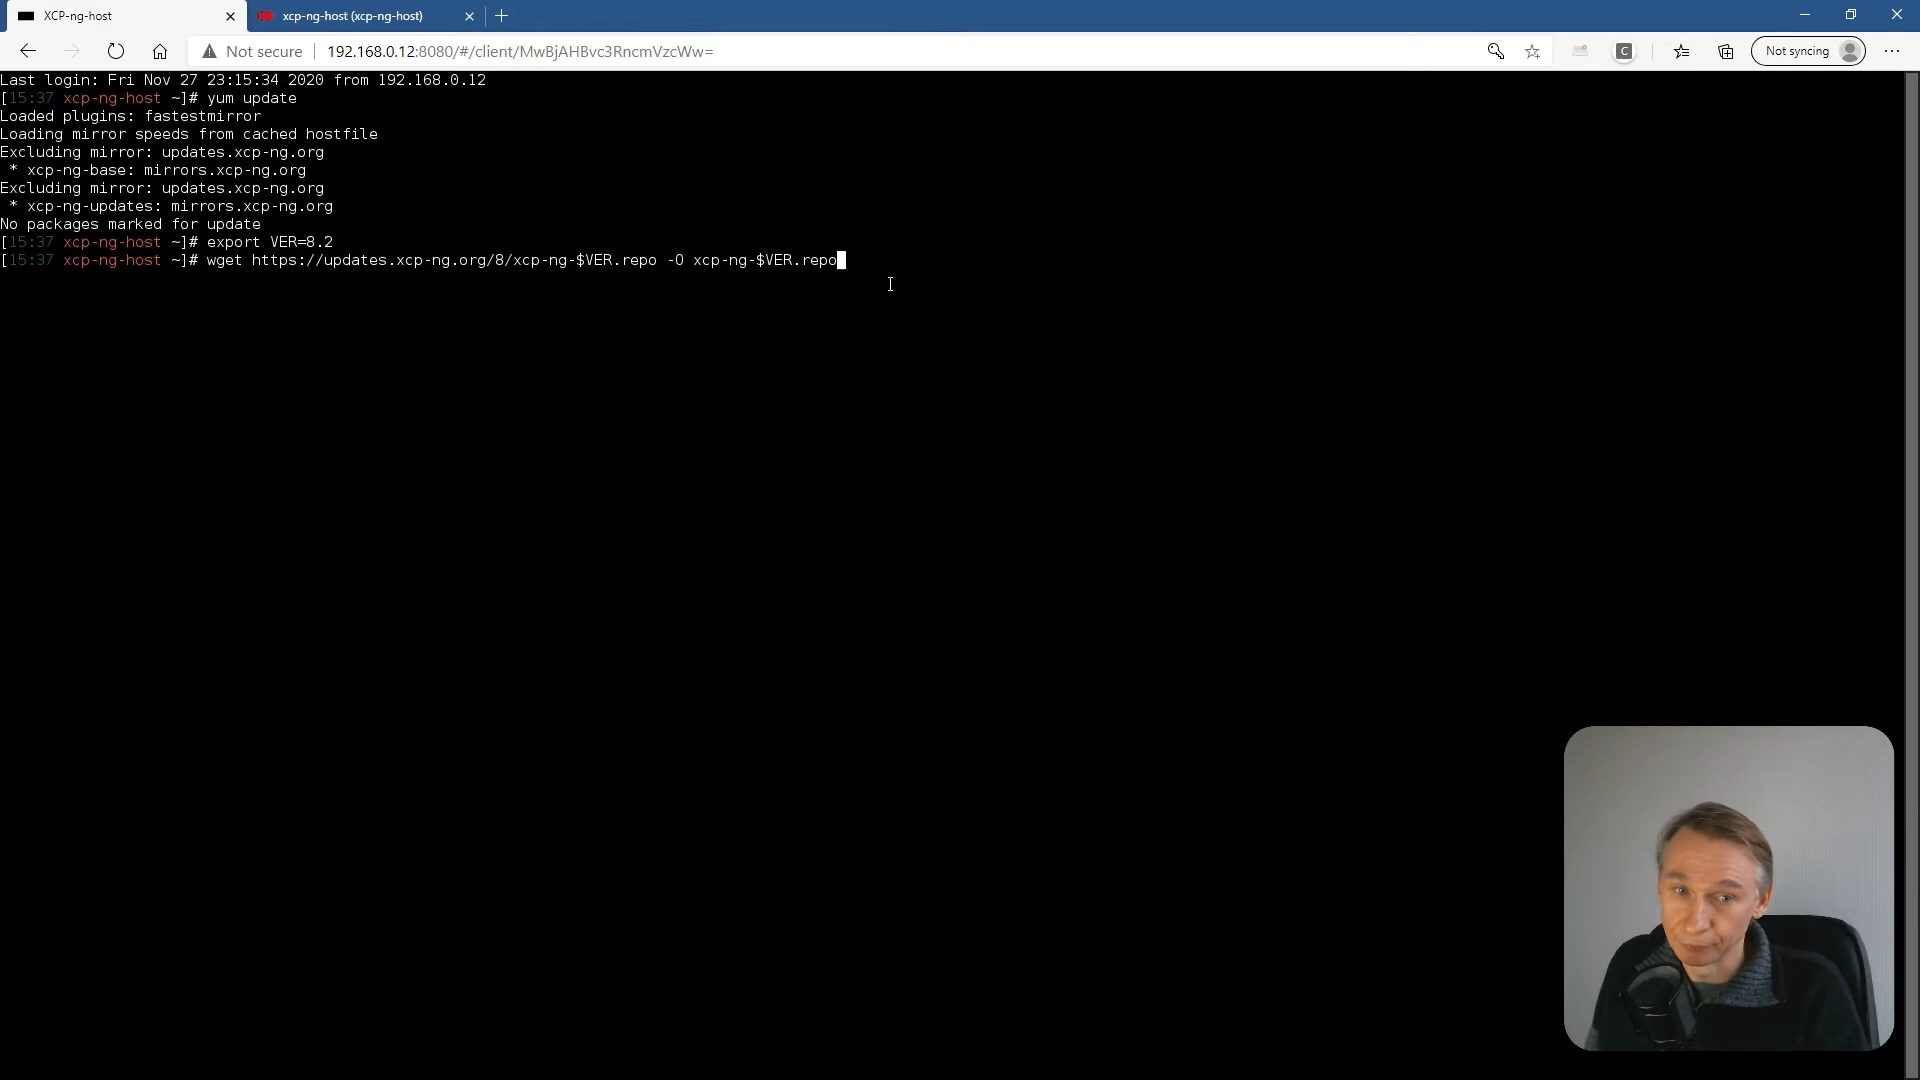 XCP-ng-host
xcp-ng-host (xcp-ng-host)
Not secure
192.168.0.12:8080/#/client/MwBjAHBvc3RncmVzcWw=
C
Not syncing
Last login: Fri Nov 27 23:15:34 2020 from 192.168.0.12
[15:37 xcp-ng-host ~]# yum update
Loaded plugins: fastestmirror
Loading mirror speeds from cached hostfile
Excluding mirror: updates.xcp-ng.org
 * xcp-ng-base: mirrors.xcp-ng.org
Excluding mirror: updates.xcp-ng.org
 * xcp-ng-updates: mirrors.xcp-ng.org
No packages marked for update
[15:37 xcp-ng-host ~]# export VER=8.2
[15:37 xcp-ng-host ~]# wget https://updates.xcp-ng.org/8/xcp-ng-$VER.repo -O xcp-ng-$VER.repo